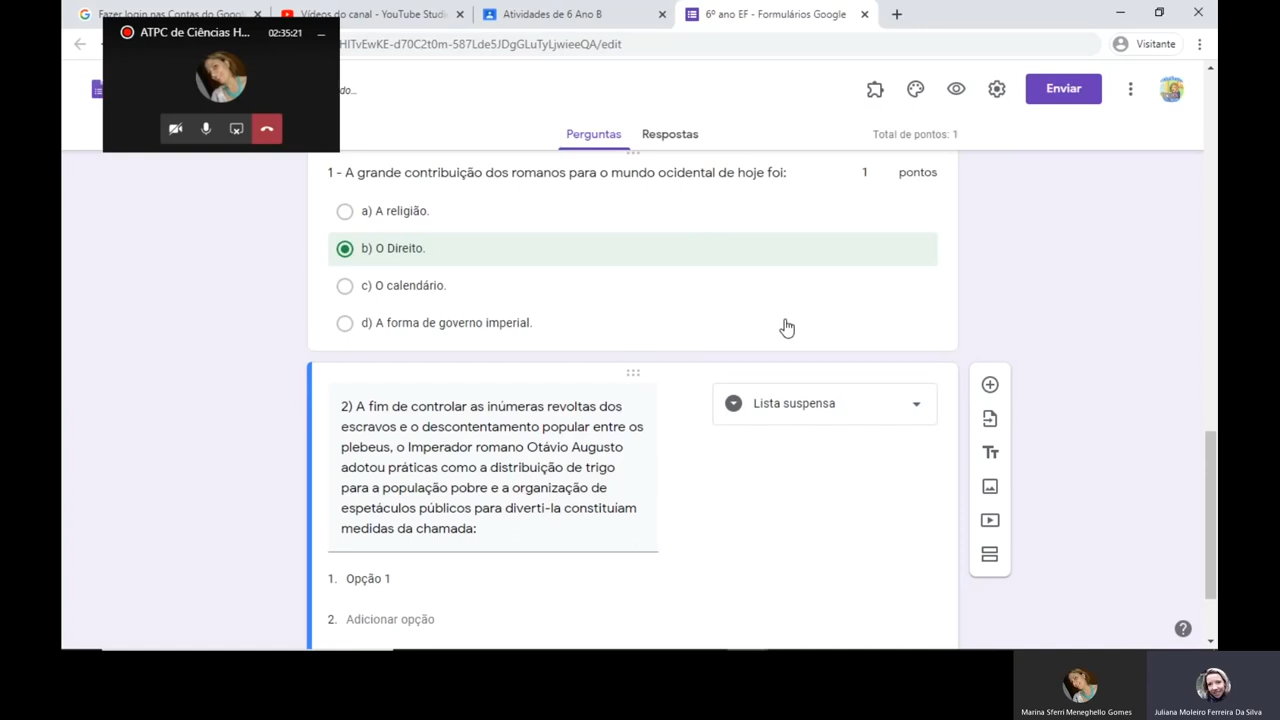 Fazer login nas Contas do Goog
Vídeos do canal - YouTube Studi
Atividades de 6 Ano B
6º ano EF - Formulários Google
ATPC de Ciências H...
02:35:21
HITvEwKE-d70C2t0m-587Lde5JDgGLuTyLjwieeQA/edit
Visitante
do...
Enviar
Perguntas
Respostas
Total de pontos: 1
1 - A grande contribuição dos romanos para o mundo ocidental de hoje foi:
1 pontos
a) A religião.
b) O Direito.
c) O calendário.
d) A forma de governo imperial.
2) A fim de controlar as inúmeras revoltas dos
escravos e o descontentamento popular entre os
plebeus, o Imperador romano Otávio Augusto
adotou práticas como a distribuição de trigo
para a população pobre e a organização de
espetáculos públicos para diverti-la constituíam
medidas da chamada:
Lista suspensa
Tт
1. Opção 1
2. Adicionar opção
Marina Sferri Meneghello Gomes
Juliana Moleiro Ferreira Da Silva